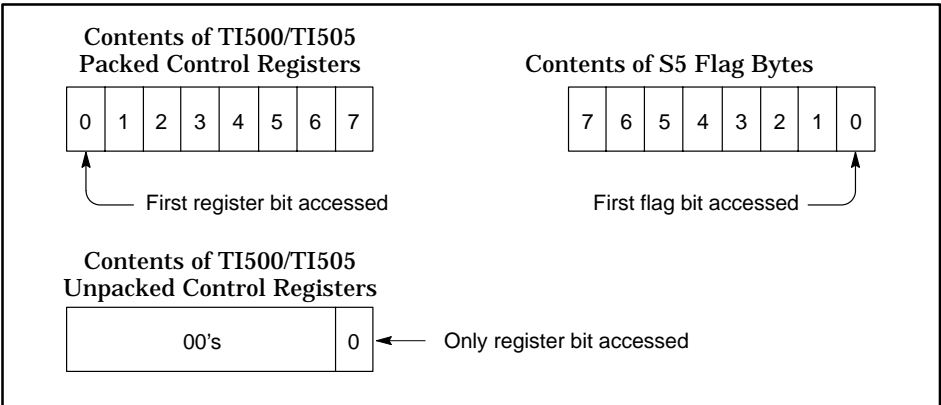 Contents of TI500/TI505
Packed Control Registers
0 1 2 3 4 5 6 7
First register bit accessed
Contents of S5 Flag Bytes
7 6 5 4 3 2 1 0
First flag bit accessed
Contents of TI500/TI505
Unpacked Control Registers
00's 0
Only register bit accessed